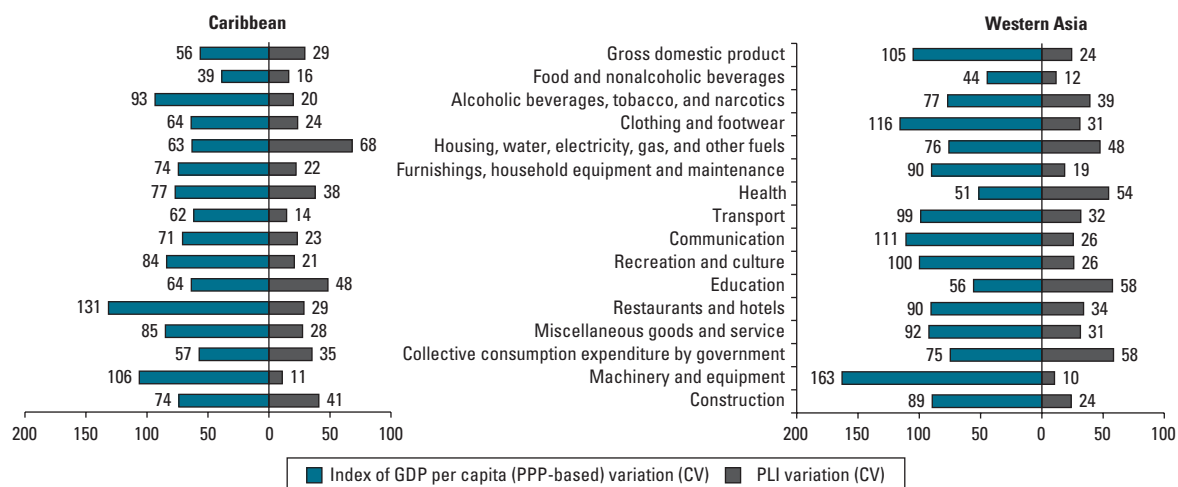 Caribbean Western Asia
56 29 Gross domestic product 105 24
39 16 Food and nonalcoholic beverages 44 12
93 20 Alcoholic beverages, tobacco, and narcotics 77 39
64 24 Clothing and footwear 116 31
63 68 Housing, water, electricity, gas, and other fuels 76 48
74 22 Furnishings, household equipment and maintenance 90 19
77 38 Health 51 54
62 14 Transport 99 32
71 23 Communication 111 26
84 21 Recreation and culture 100 26
64 48 Education 56 58
131 29 Restaurants and hotels 90 34
85 28 Miscellaneous goods and service 92 31
57 35 Collective consumption expenditure by government 75 58
106 11 Machinery and equipment 163 10
74 41 Construction 89 24
200 150 100 50 0 50 100 200 150 100 50 0 50 100
Index of GDP per capita (PPP-based) variation (CV) PLI variation (CV)